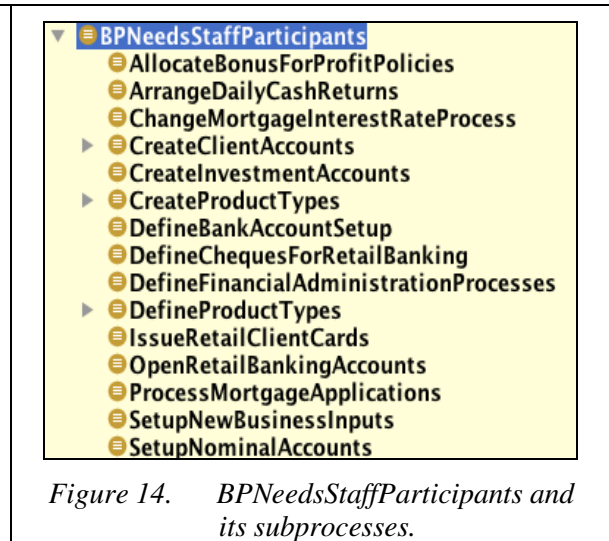 BPNeedsStaffParticipants
AllocateBonusForProfitPolicies
ArrangeDailyCashReturns
ChangeMortgageInterestRateProcess
CreateClientAccounts
CreateInvestmentAccounts
CreateProductTypes
DefineBankAccountSetup
DefineChequesForRetailBanking
DefineFinancialAdministrationProcesses
DefineProductTypes
IssueRetailClientCards
OpenRetailBankingAccounts
ProcessMortgageApplications
SetupNewBusinessInputs
SetupNominalAccounts
Figure 14. BPNeedsStaffParticipants and
its subprocesses.